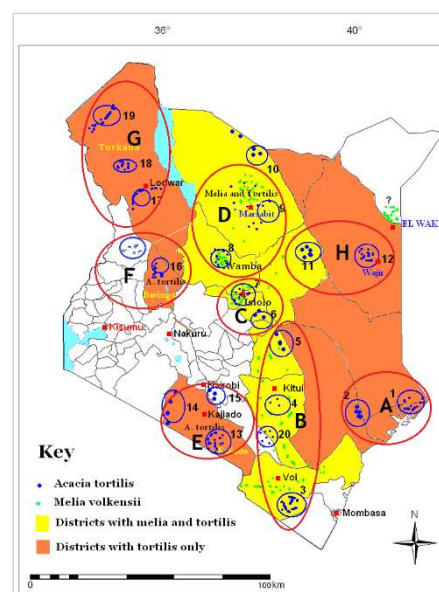 36° 40°
19
G
Turkana
18
Lodwar
17
10
Melia and Tortilis
D
9
Marsabit
?
EL WAK
H
11
12
Wajir
8
Wamba
F
16
A. tortilis
Baringo
7
Isiolo
C
6
Kisumu
Nakuru
5
Nairobi
15
Kitui
4
B
2
1
A
14
Kajiado
A. tortilis
13
E
20
Voi
3
Mombasa
N
Key
Acacia tortilis
Melia volkensii
Districts with melia and tortilis
Districts with tortilis only
0 100km